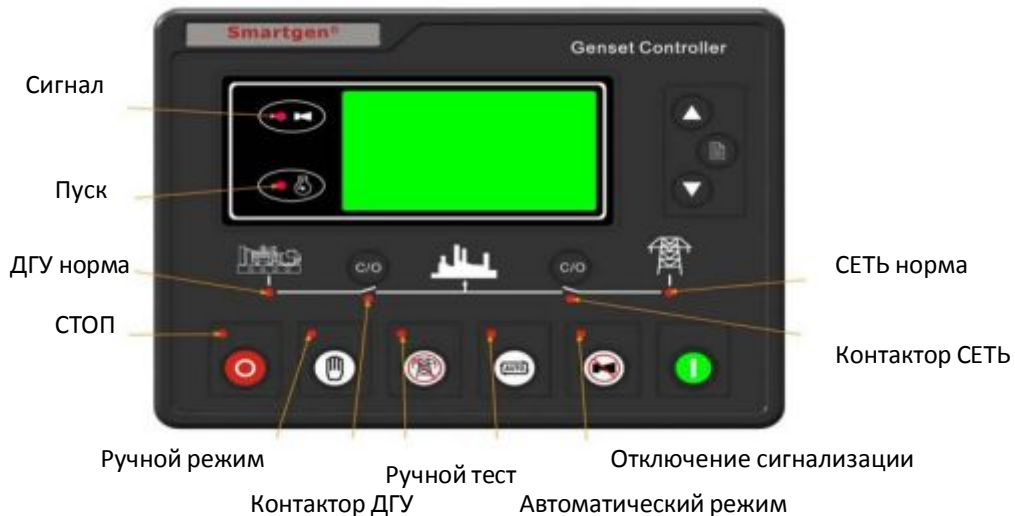 Smartgen®
Genset Controller
Сигнал
Пуск
ДГУ норма
C/O
C/O
СЕТЬ норма
СТОП
Контактор СЕТЬ
AUTO
Ручной режим
Ручной тест
Отключение сигнализации
Контактор ДГУ
Автоматический режим